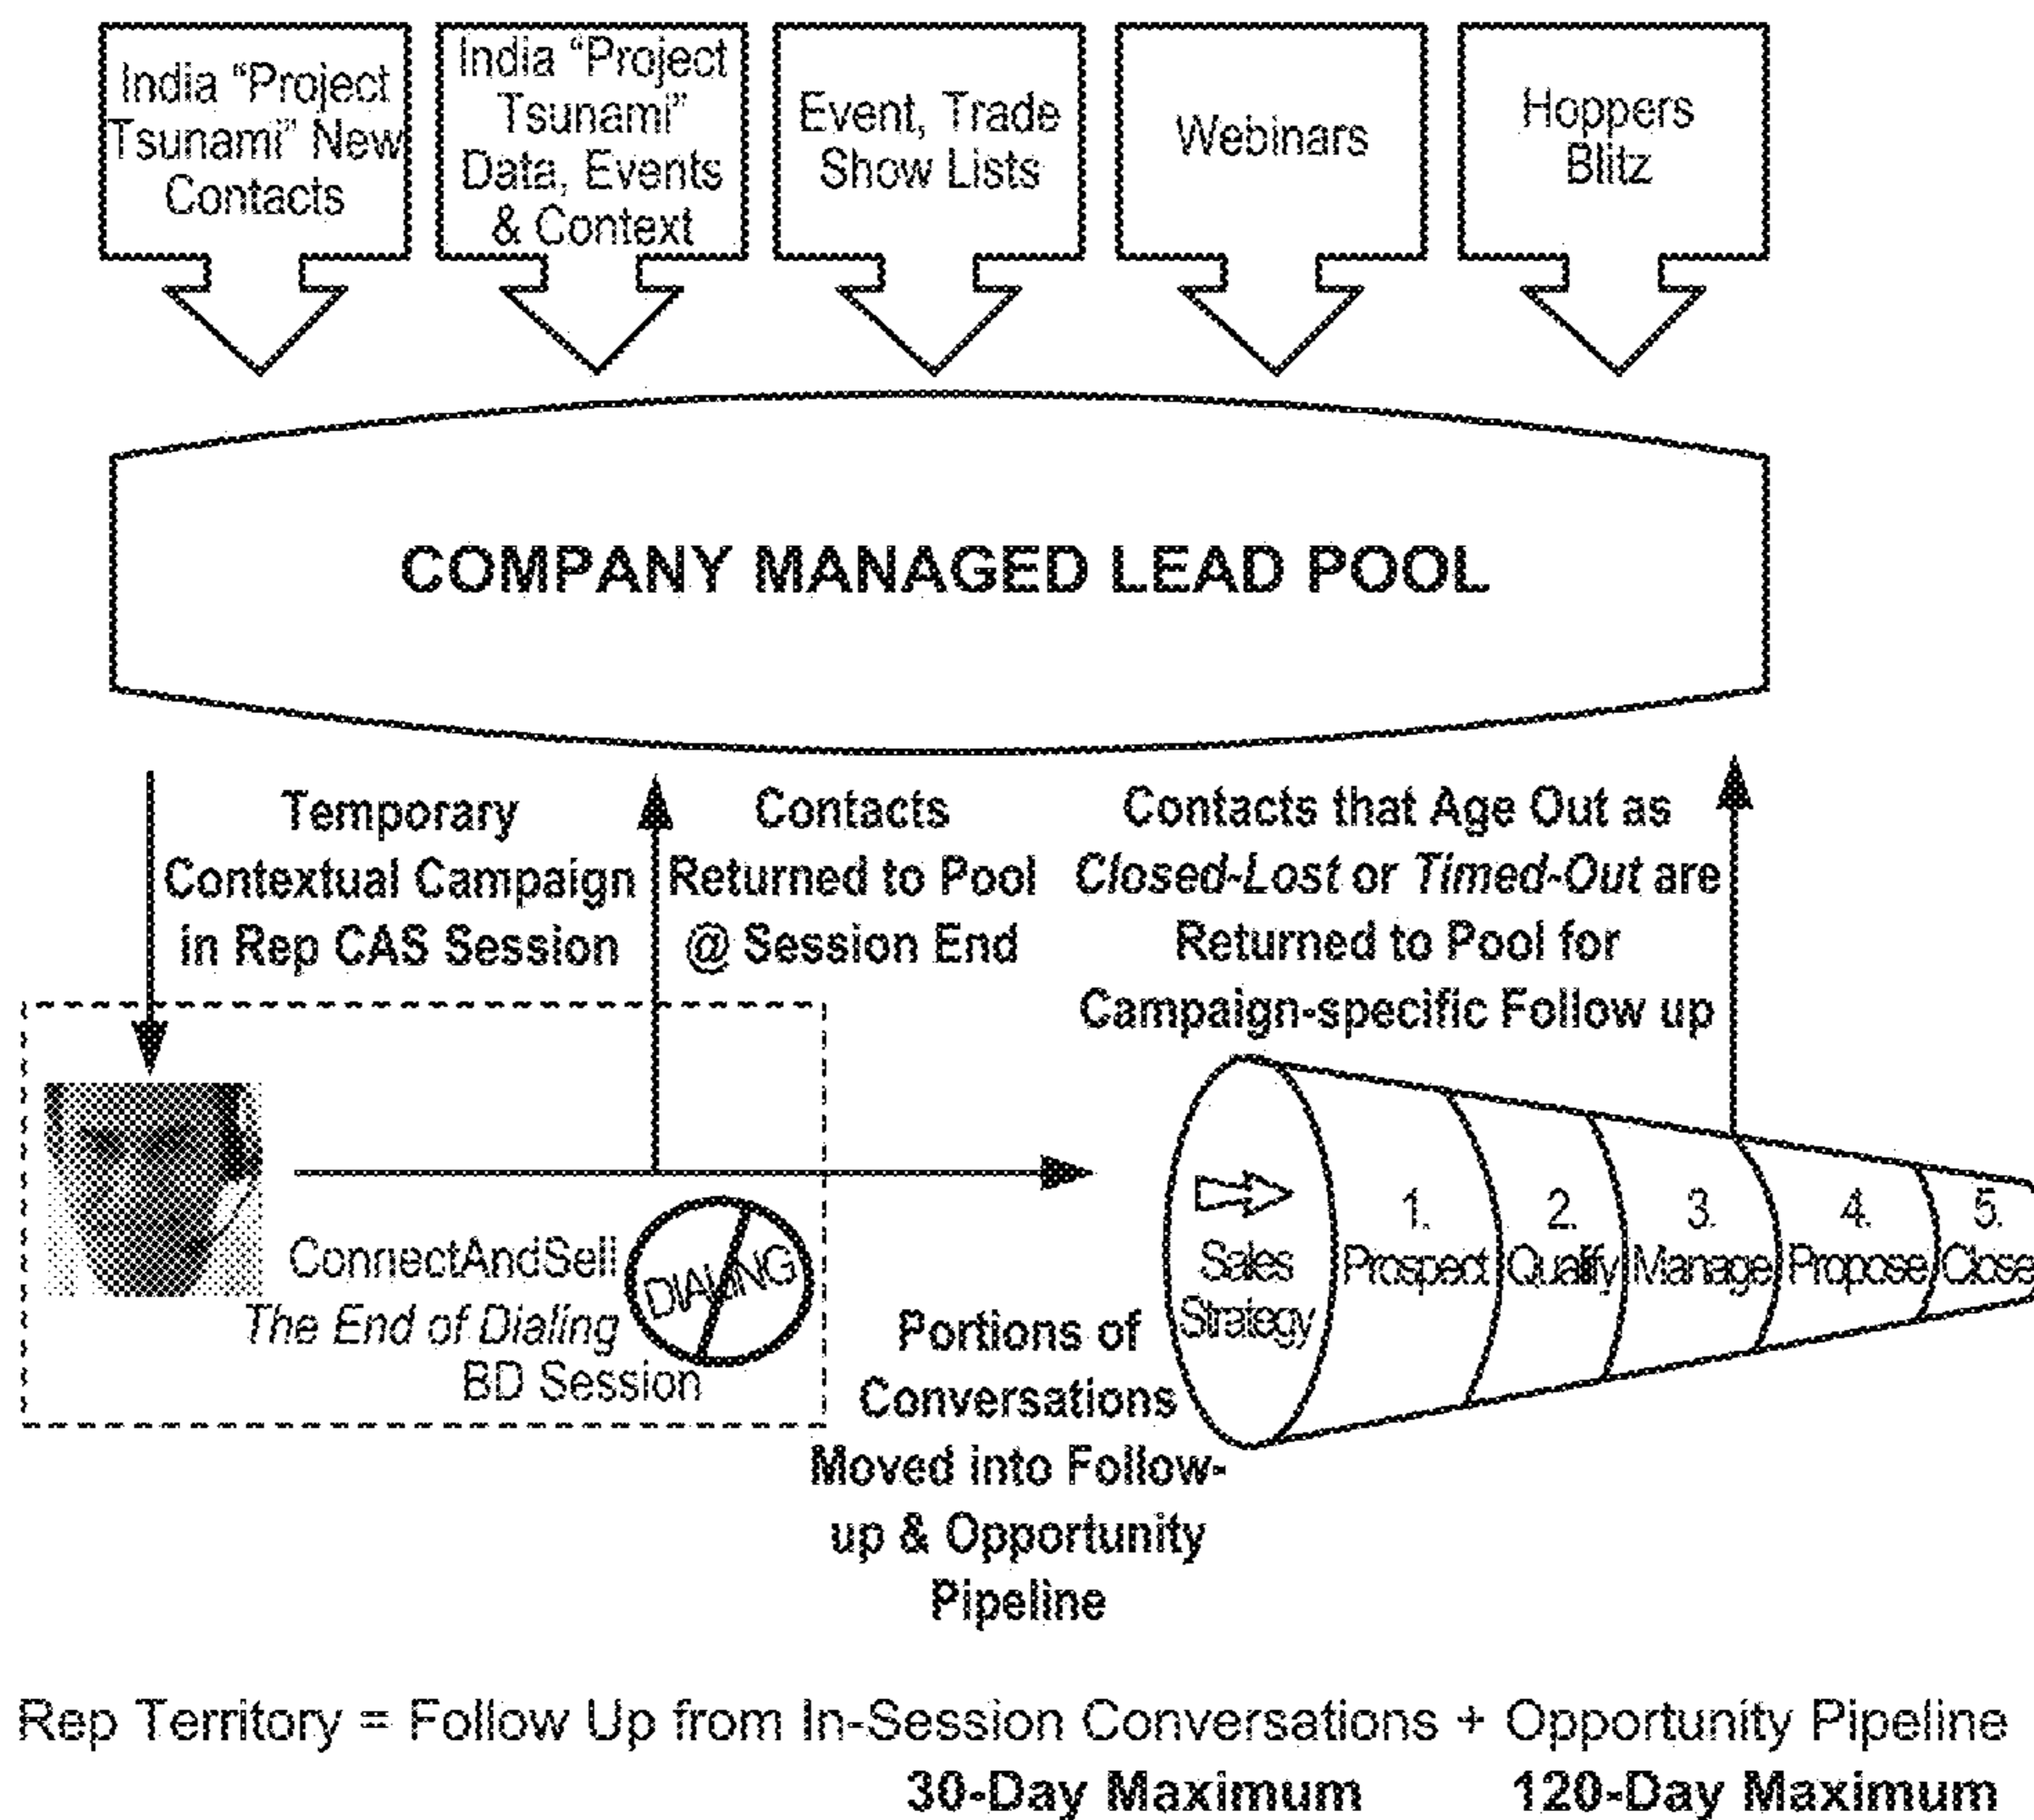 India “Project
Tsunami” New
Contacts
India “Project
Tsunami”
Data, Events
& Context
Event, Trade
Show Lists
Webinars
Hoppers
Blitz
COMPANY MANAGED LEAD POOL
Temporary
Contextual Campaign
in Rep CAS Session
Contacts
Returned to Pool
@ Session End
Contacts that Age Out as
Closed-Lost or Timed-Out are
Returned to Pool for
Campaign-specific Follow up
ConnectAndSell
The End of Dialing
BD Session
DIALING
Portions of
Conversations
Moved into Follow-
up & Opportunity
Pipeline
Sales
Strategy
1.
Prospect
2.
Qualify
3.
Manage
4.
Propose
5.
Close
Rep Territory = Follow Up from In-Session Conversations + Opportunity Pipeline
30-Day Maximum 120-Day Maximum